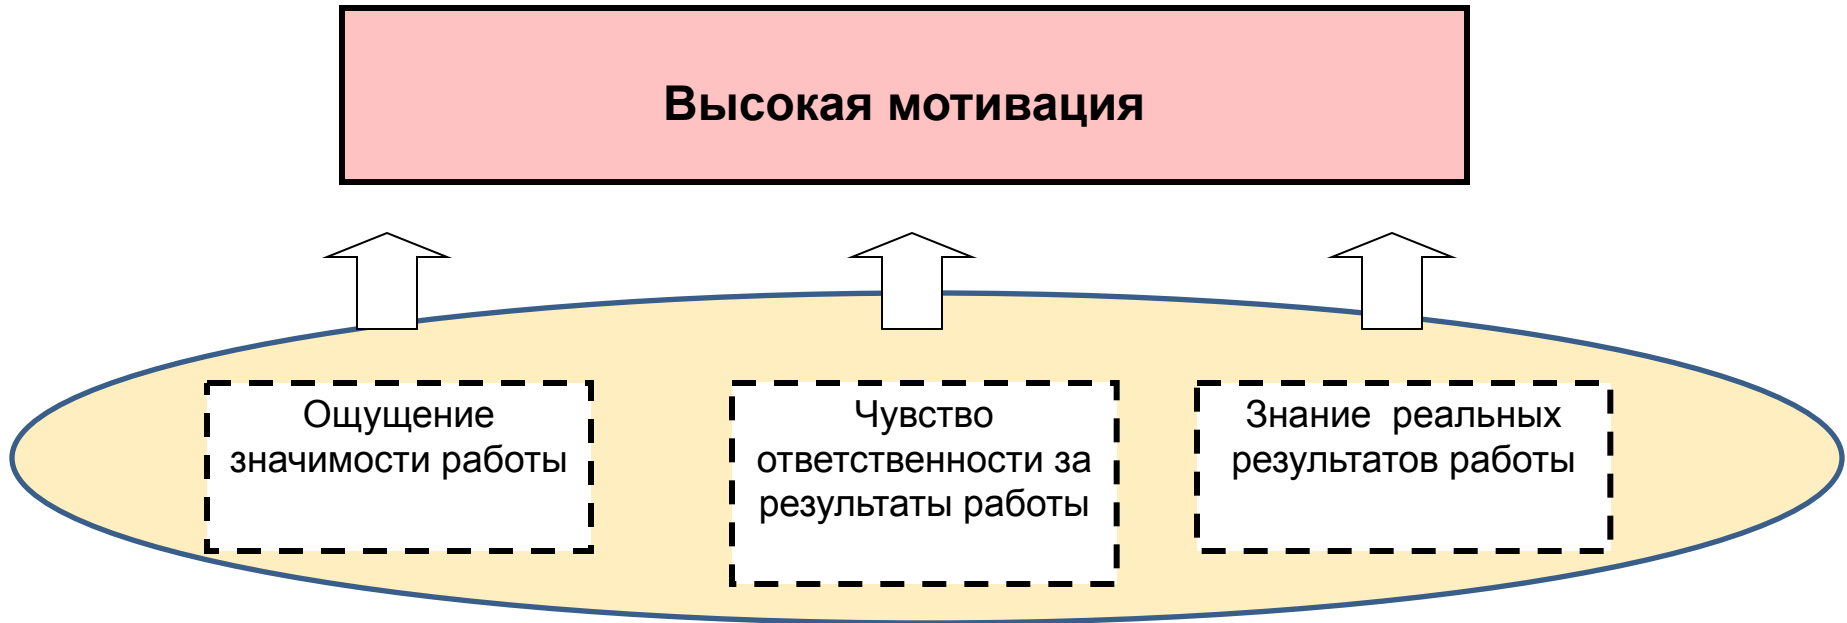 Высокая мотивация
Ощущение
значимости работы
Чувство
ответственности за
результаты работы
Знание реальных
результатов работы